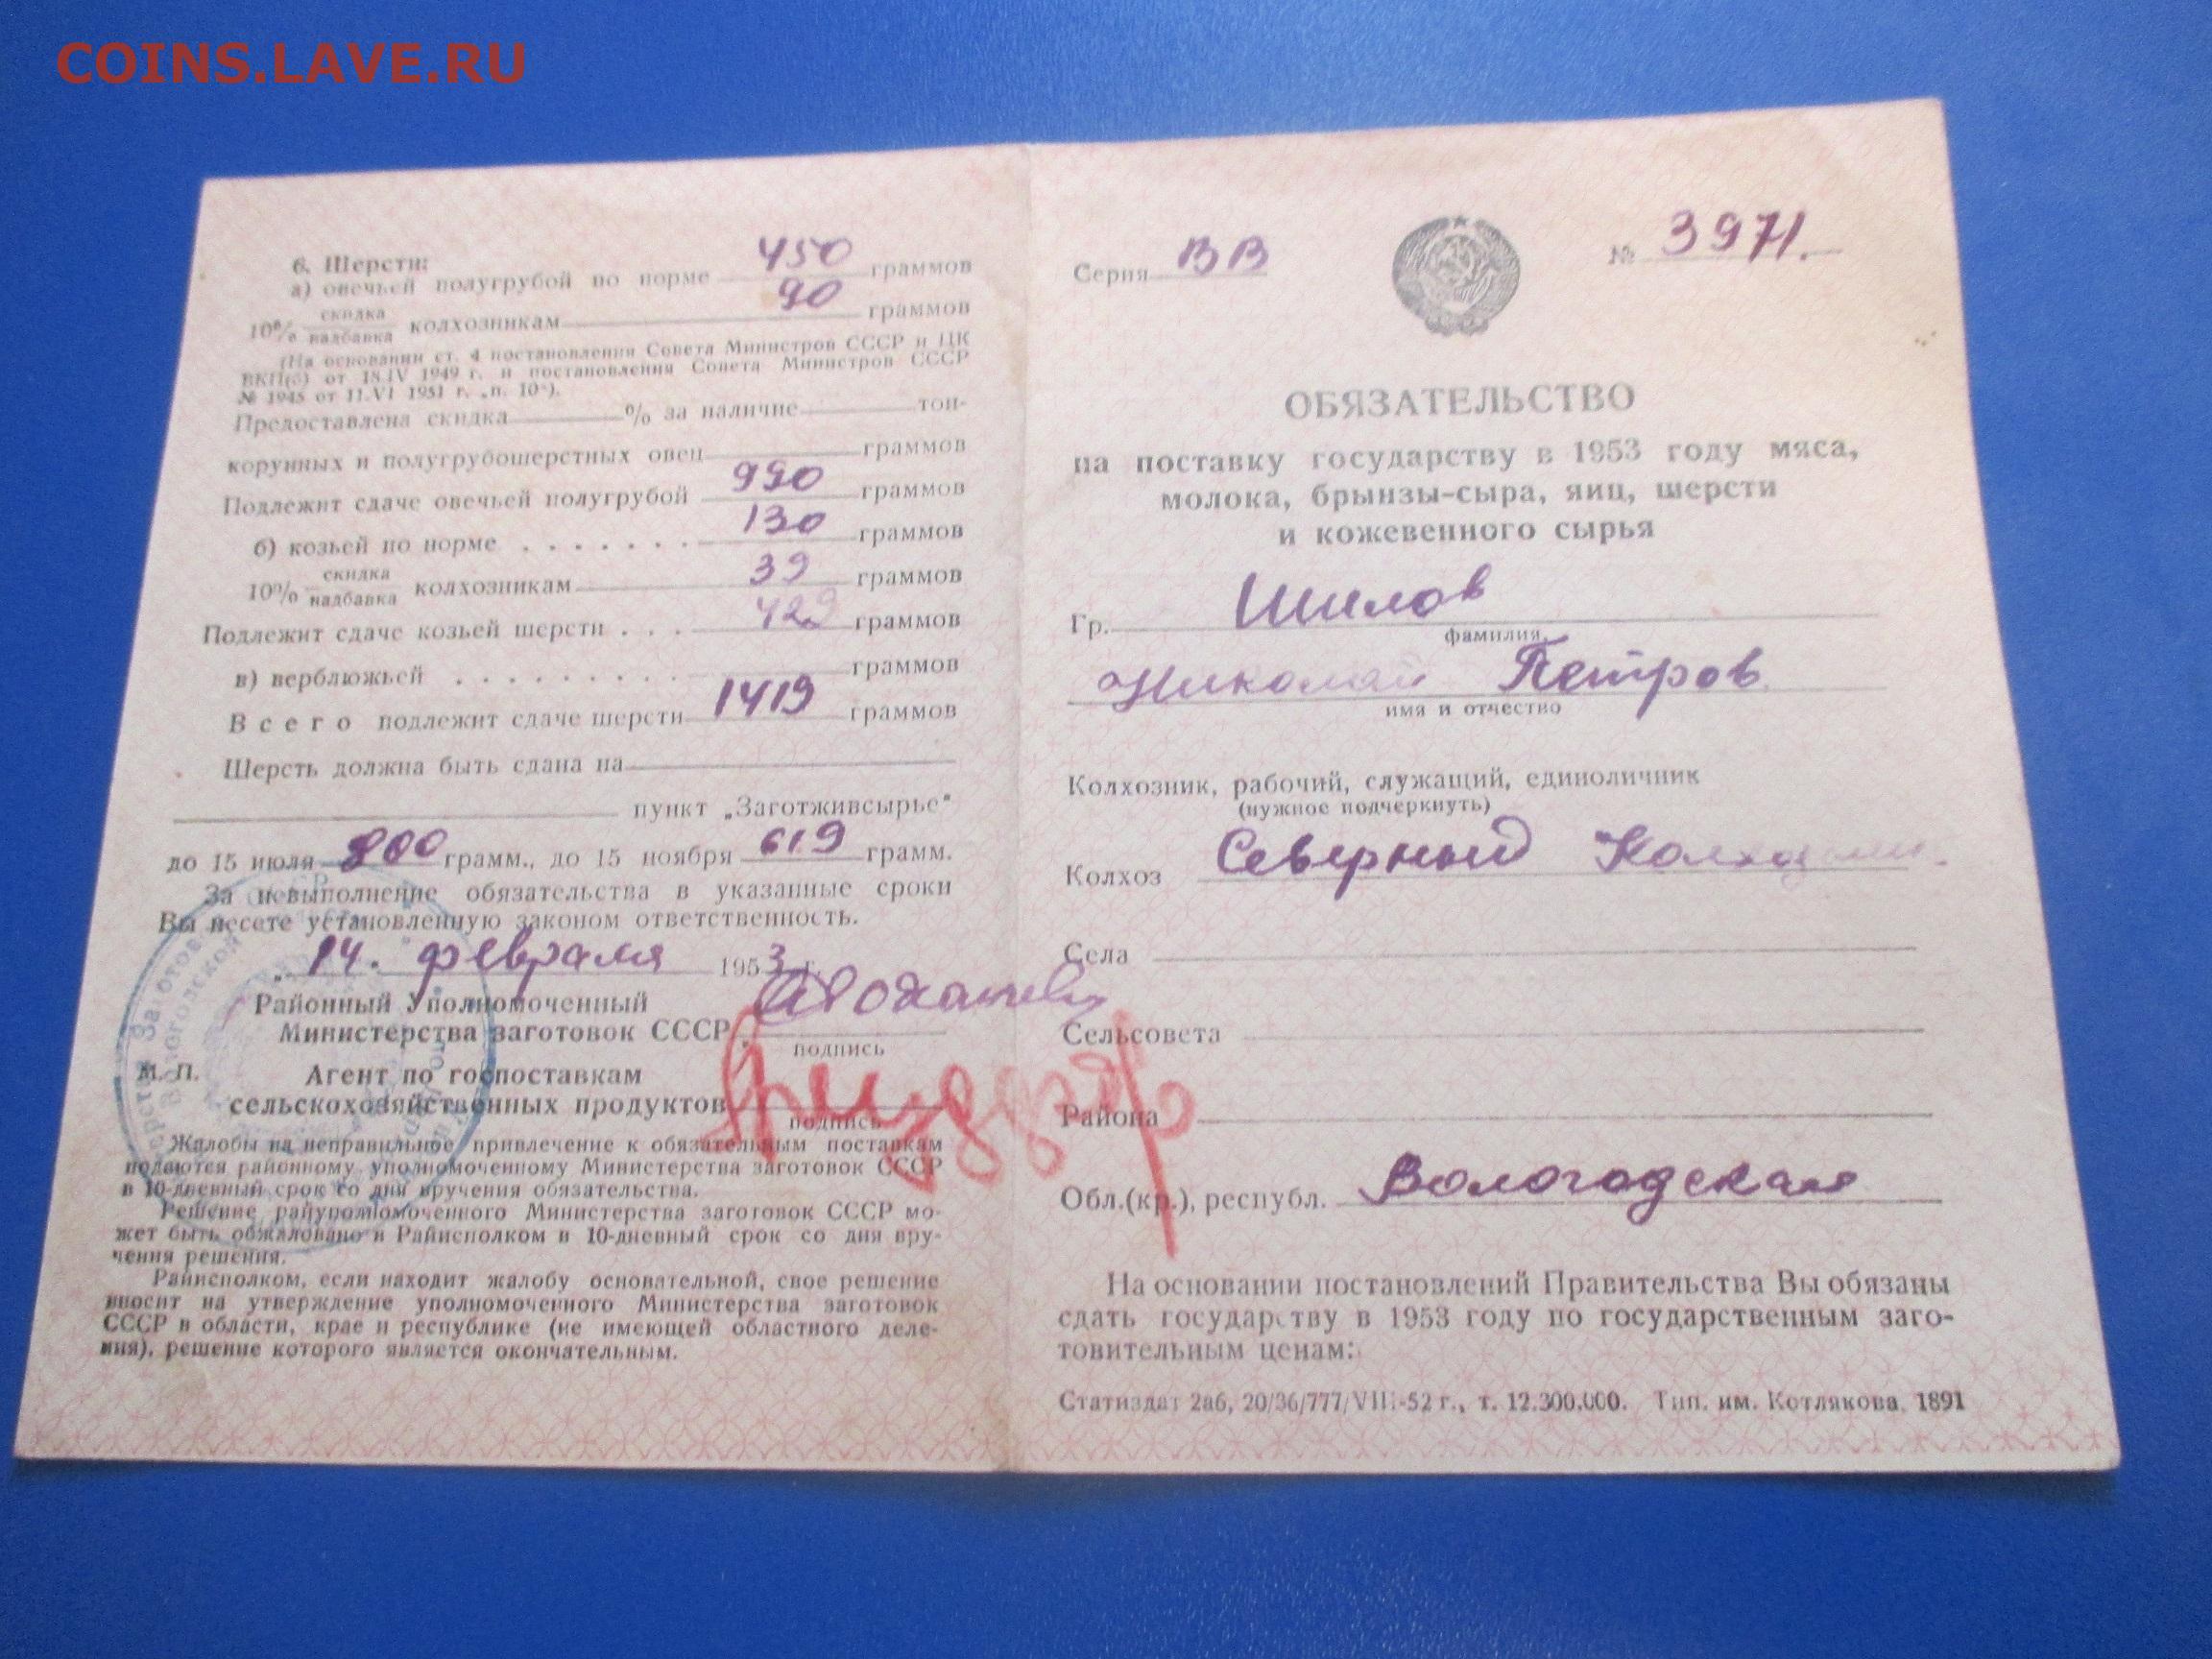 COINS.LAVE.RU
6. Шерсти:
а) овечьей полугрубой по норме 450 граммов
10% скидка надбавка колхозникам 90 граммов
(На основании ст. 4 постановления Совета Министров СССР и ЦК
ВКП(б) от 18.IV 1949 г. и постановления Совета Министров СССР
№ 1945 от 11.VI 1951 г. „п. 10").
Предоставлена скидка % за наличие тон-
корунных и полугрубошерстных овец граммов
Подлежит сдаче овечьей полугрубой 990 граммов
б) козьей по норме . . . . . . . 130 граммов
10% скидка надбавка колхозникам 39 граммов
Подлежит сдаче козьей шерсти . . . 429 граммов
в) верблюжьей . . . . . . . . . граммов
Всего подлежит сдаче шерсти 1419 граммов
Шерсть должна быть сдана на
пункт „Заготживсырье"
до 15 июля 800 грамм., до 15 ноября 619 грамм.
За невыполнение обязательства в указанные сроки
Вы несете установленную законом ответственность.
„14. февраля 1953 г.
Районный Уполномоченный
Министерства заготовок СССР
подпись
М. П. Агент по госпоставкам
сельскохозяйственных продуктов
подпись
Жалобы на неправильное привлечение к обязательным поставкам
подаются районному уполномоченному Министерства заготовок СССР
в 10-дневный срок со дня вручения обязательства.
Решение райуполномоченного Министерства заготовок СССР мо-
жет быть обжаловано в Райисполком в 10-дневный срок со дня вру-
чения решения.
Райисполком, если находит жалобу основательной, свое решение
вносит на утверждение уполномоченного Министерства заготовок
СССР в области, крае и республике (не имеющей областного деле-
ния), решение которого является окончательным.
Серия ВВ № 3971.
ОБЯЗАТЕЛЬСТВО
на поставку государству в 1953 году мяса,
молока, брынзы-сыра, яиц, шерсти
и кожевенного сырья
Гр. Шилов
фамилия,
Николай Петров
имя и отчество
Колхозник, рабочий, служащий, единоличник
(нужное подчеркнуть)
Колхоз Северный
Села
Сельсовета
Района
Обл.(кр.), республ. Вологодская
На основании постановлений Правительства Вы обязаны
сдать государству в 1953 году по государственным заго-
товительным ценам:
Статиздат 2аб, 20/36/777/VIII-52 г., т. 12.300.000. Тип. им. Котлякова, 1891